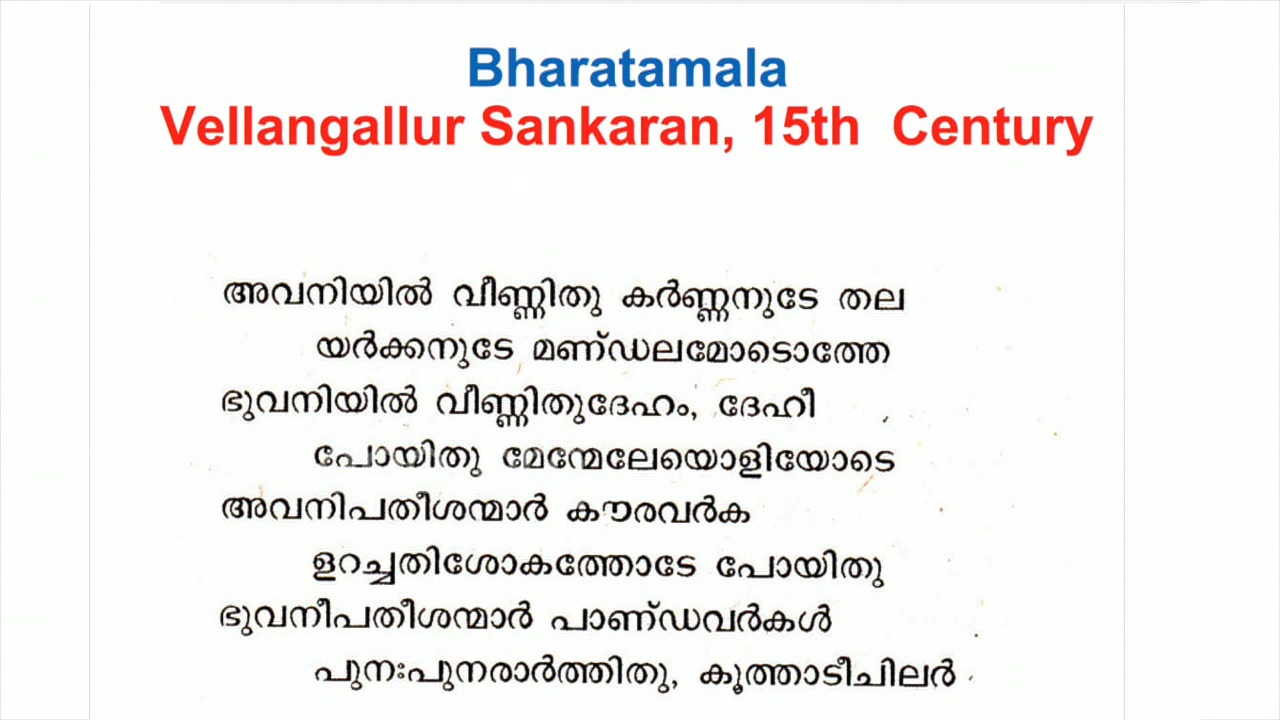 Bharatamala
Vellangallur Sankaran, 15th Century
അവനിയിൽ വീണ്ണിതു കർണ്ണനുടേ തല
യർക്കനുടേ മണ്ഡലമോടൊത്തേ
ഭുവനിയിൽ വീണ്ണിതുദേഹം, ദേഹീ
പോയിതു മേന്മേലേയൊളിയോടെ
അവനിപതീശന്മാർ കൗരവർക
ളറച്ചതിശോകത്തോടേ പോയിതു
ഭുവനീപതീശന്മാർ പാണ്ഡവർകൾ
പുനഃപുനരാർത്തിതു, കൂത്താടീചിലർ